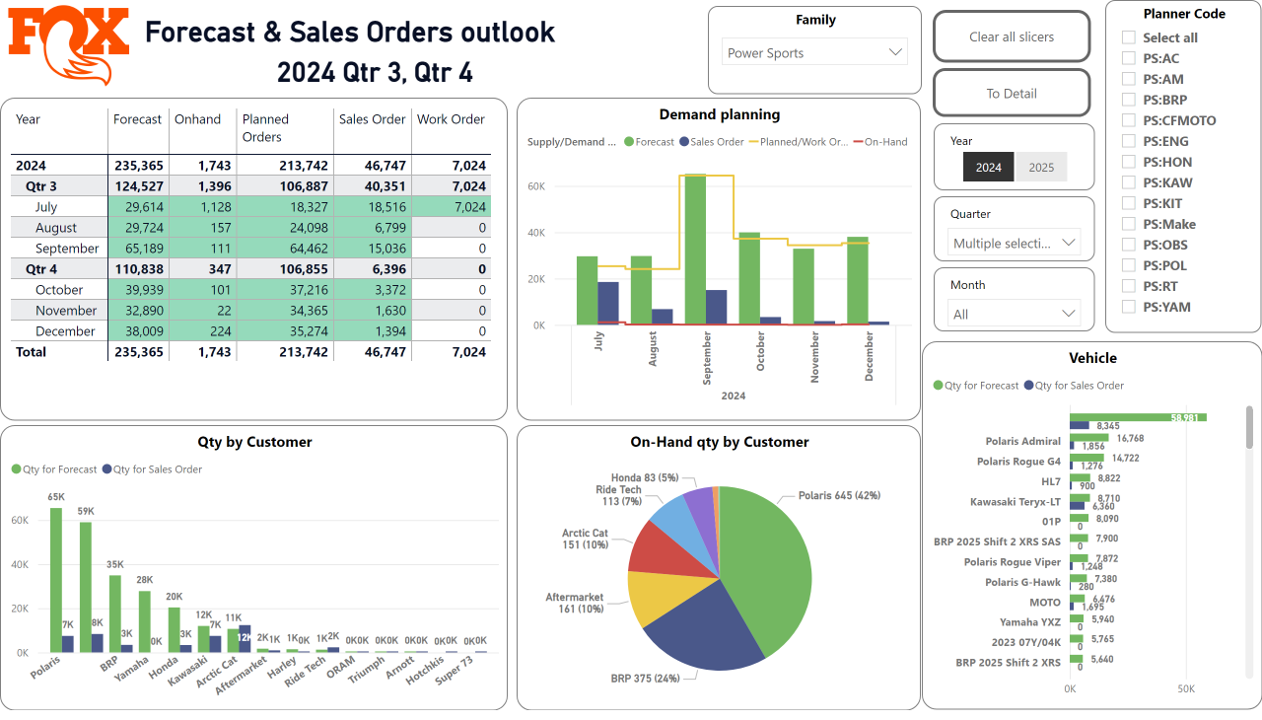 FOX
Forecast & Sales Orders outlook
2024 Qtr 3, Qtr 4
Family
Power Sports
Clear all slicers
To Detail
Year
2024 2025
Quarter
Multiple selecti...
Month
All
Planner Code
Select all
PS:AC
PS:AM
PS:BRP
PS:CFMOTO
PS:ENG
PS:HON
PS:KAW
PS:KIT
PS:Make
PS:OBS
PS:POL
PS:RT
PS:YAM
Year Forecast Onhand Planned Orders Sales Order Work Order
2024 235,365 1,743 213,742 46,747 7,024
Qtr 3 124,527 1,396 106,887 40,351 7,024
July 29,614 1,128 18,327 18,516 7,024
August 29,724 157 24,098 6,799 0
September 65,189 111 64,462 15,036 0
Qtr 4 110,838 347 106,855 6,396 0
October 39,939 101 37,216 3,372 0
November 32,890 22 34,365 1,630 0
December 38,009 224 35,274 1,394 0
Total 235,365 1,743 213,742 46,747 7,024
Demand planning
Supply/Demand ... Forecast Sales Order Planned/Work Or... On-Hand
60K
40K
20K
0K
July August September October November December
2024
Qty by Customer
Qty for Forecast Qty for Sales Order
60K
40K
20K
0K
65K 7K 59K 8K 35K 3K 28K 0K 20K 3K 12K 7K 11K 12K 2K 1K 1K 0K 1K 2K 0K 0K 0K 0K 0K 0K 0K 0K 0K 0K
Polaris BRP Yamaha Honda Kawasaki Arctic Cat Aftermarket Harley Ride Tech ORAM Triumph Arnott Hotchkis Super 73
On-Hand qty by Customer
Honda 83 (5%)
Ride Tech
113 (7%)
Arctic Cat
151 (10%)
Aftermarket
161 (10%)
BRP 375 (24%)
Polaris 645 (42%)
Vehicle
Qty for Forecast Qty for Sales Order
58,981
8,345
Polaris Admiral 16,768
1,856
Polaris Rogue G4 14,722
1,276
HL7 8,822
900
Kawasaki Teryx-LT 8,710
6,360
01P 8,090
0
BRP 2025 Shift 2 XRS SAS 7,900
0
Polaris Rogue Viper 7,872
1,248
Polaris G-Hawk 7,380
280
MOTO 6,476
1,695
Yamaha YXZ 5,940
0
2023 07Y/04K 5,765
0
BRP 2025 Shift 2 XRS 5,640
0
0K 50K